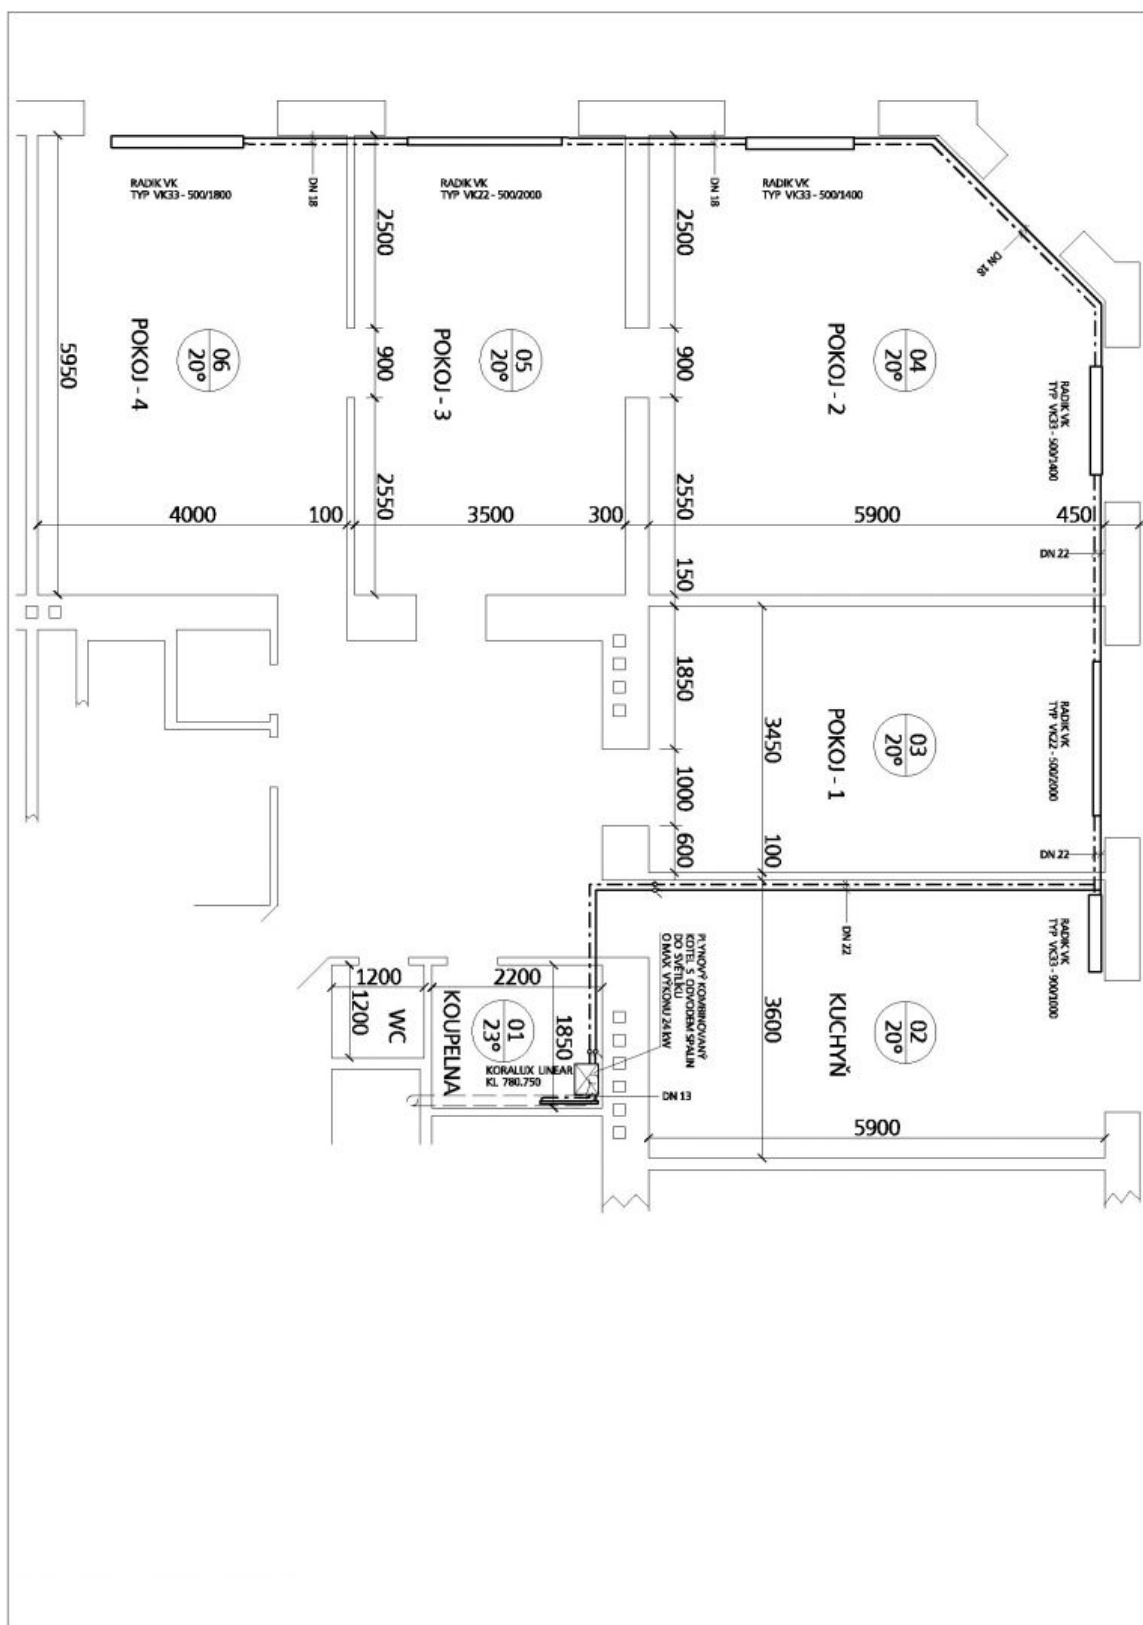 RADIK VK
TYP VK33 - 500/1800
DN 18
RADIK VK
TYP VK22 - 500/2000
DN 18
RADIK VK
TYP VK33 - 500/1400
DN 18
2500
2500
5950
POKOJ - 4
06
20°
900
POKOJ - 3
05
20°
900
POKOJ - 2
04
20°
RADIK VK
TYP VK33 - 500/1400
2550
2550
4000
100
3500
300
5900
450
DN 22
150
1850
3450
POKOJ - 1
03
20°
RADIK VK
TYP VK22 - 500/2000
1000
600
100
DN 22
DN 22
PLYNOVÝ KOMBINOVANÝ
KOTEL S ODVODEM SPALIN
DO SVĚTLÍKU
O MAX. VÝKONU 24 kW
RADIK VK
TYP VK33 - 900/1000
1200
2200
1200
WC
KOUPELNA
01
23°
1850
3600
KUCHYŇ
02
20°
KORALUX LINEAR
KL 780.750
DN 13
5900